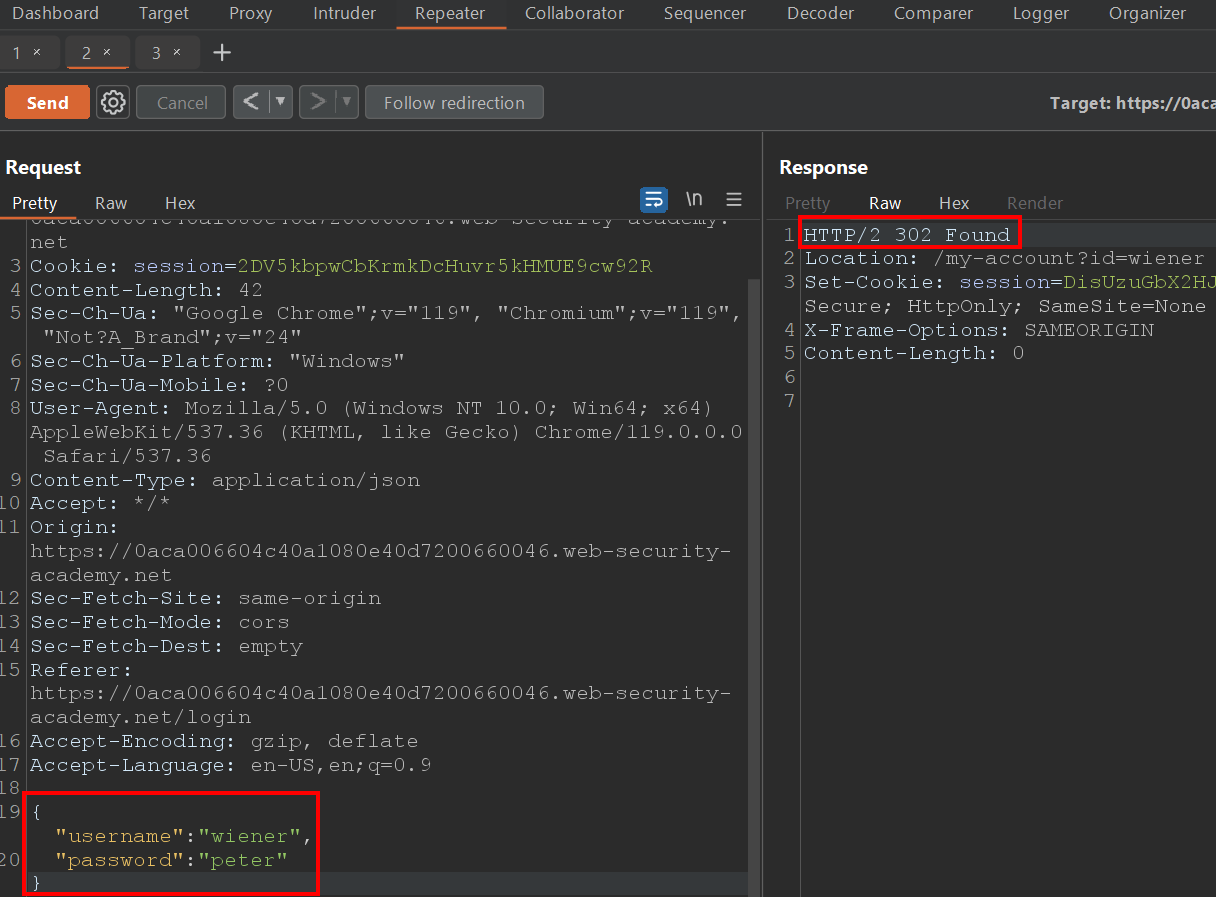 Dashboard Target Proxy Intruder Repeater Collaborator Sequencer Decoder Comparer Logger Organizer
1 × 2 × 3 × +
Send Cancel < ▼ > ▼ Follow redirection Target: https://0aca
Request
Pretty Raw Hex \n ≡
net
3 Cookie: session=2DV5kbpwCbKrmkDcHuvr5kHMUE9cw92R
4 Content-Length: 42
5 Sec-Ch-Ua: "Google Chrome";v="119", "Chromium";v="119",
"Not?A_Brand";v="24"
6 Sec-Ch-Ua-Platform: "Windows"
7 Sec-Ch-Ua-Mobile: ?0
8 User-Agent: Mozilla/5.0 (Windows NT 10.0; Win64; x64)
AppleWebKit/537.36 (KHTML, like Gecko) Chrome/119.0.0.0
Safari/537.36
9 Content-Type: application/json
10 Accept: */*
11 Origin:
https://0aca006604c40a1080e40d7200660046.web-security-
academy.net
12 Sec-Fetch-Site: same-origin
13 Sec-Fetch-Mode: cors
14 Sec-Fetch-Dest: empty
15 Referer:
https://0aca006604c40a1080e40d7200660046.web-security-
academy.net/login
16 Accept-Encoding: gzip, deflate
17 Accept-Language: en-US,en;q=0.9
18
19 {
"username":"wiener",
20 "password":"peter"
}
Response
Pretty Raw Hex Render
1 HTTP/2 302 Found
2 Location: /my-account?id=wiener
3 Set-Cookie: session=DisUzuGbX2HJ
Secure; HttpOnly; SameSite=None
4 X-Frame-Options: SAMEORIGIN
5 Content-Length: 0
6
7